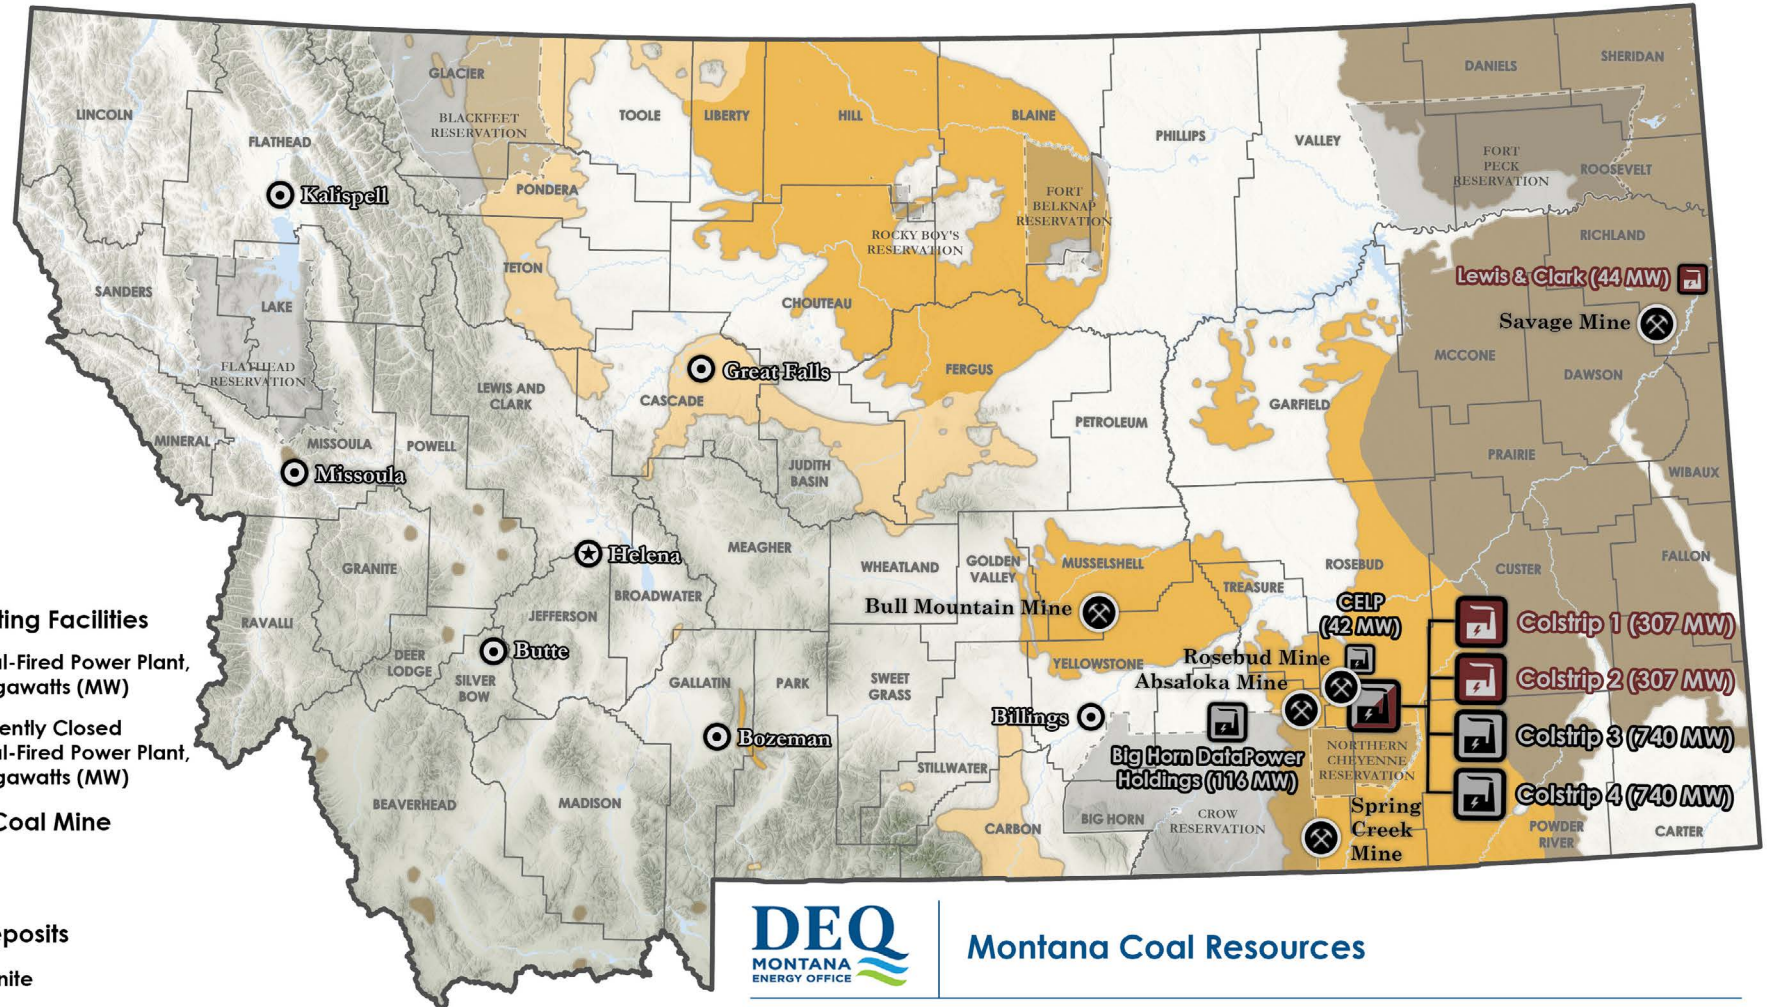 LINCOLN
FLATHEAD
GLACIER
BLACKFEET
RESERVATION
TOOLE
LIBERTY
HILL
BLAINE
PHILLIPS
VALLEY
DANIELS
SHERIDAN
FORT
PECK
RESERVATION
ROOSEVELT
Kalispell
PONDERA
FORT
BELKNAP
RESERVATION
ROCKY BOY'S
RESERVATION
RICHLAND
Lewis & Clark (44 MW)
Savage Mine
SANDERS
LAKE
TETON
CHOUTEAU
FLATHEAD
RESERVATION
Great Falls
LEWIS AND
CLARK
CASCADE
FERGUS
GARFIELD
MCCONE
DAWSON
MINERAL
MISSOULA
POWELL
Missoula
JUDITH
BASIN
PETROLEUM
PRAIRIE
WIBAUX
Helena
GRANITE
MEAGHER
WHEATLAND
GOLDEN
VALLEY
MUSSELSHELL
TREASURE
ROSEBUD
CUSTER
FALLON
RAVALLI
JEFFERSON
BROADWATER
Bull Mountain Mine
CELP
(42 MW)
Colstrip 1 (307 MW)
Colstrip 2 (307 MW)
Colstrip 3 (740 MW)
Colstrip 4 (740 MW)
DEER
LODGE
Butte
SILVER
BOW
GALLATIN
PARK
SWEET
GRASS
YELLOWSTONE
Rosebud Mine
Absaloka Mine
Billings
Bozeman
Big Horn DataPower
Holdings (116 MW)
NORTHERN
CHEYENNE
RESERVATION
STILLWATER
BEAVERHEAD
MADISON
CARBON
BIG HORN
CROW
RESERVATION
Spring
Creek
Mine
POWDER
RIVER
CARTER
ting Facilities
l-Fired Power Plant,
gawatts (MW)
ently Closed
l-Fired Power Plant,
gawatts (MW)
Coal Mine
posits
nite
DEQ
MONTANA
ENERGY OFFICE
Montana Coal Resources